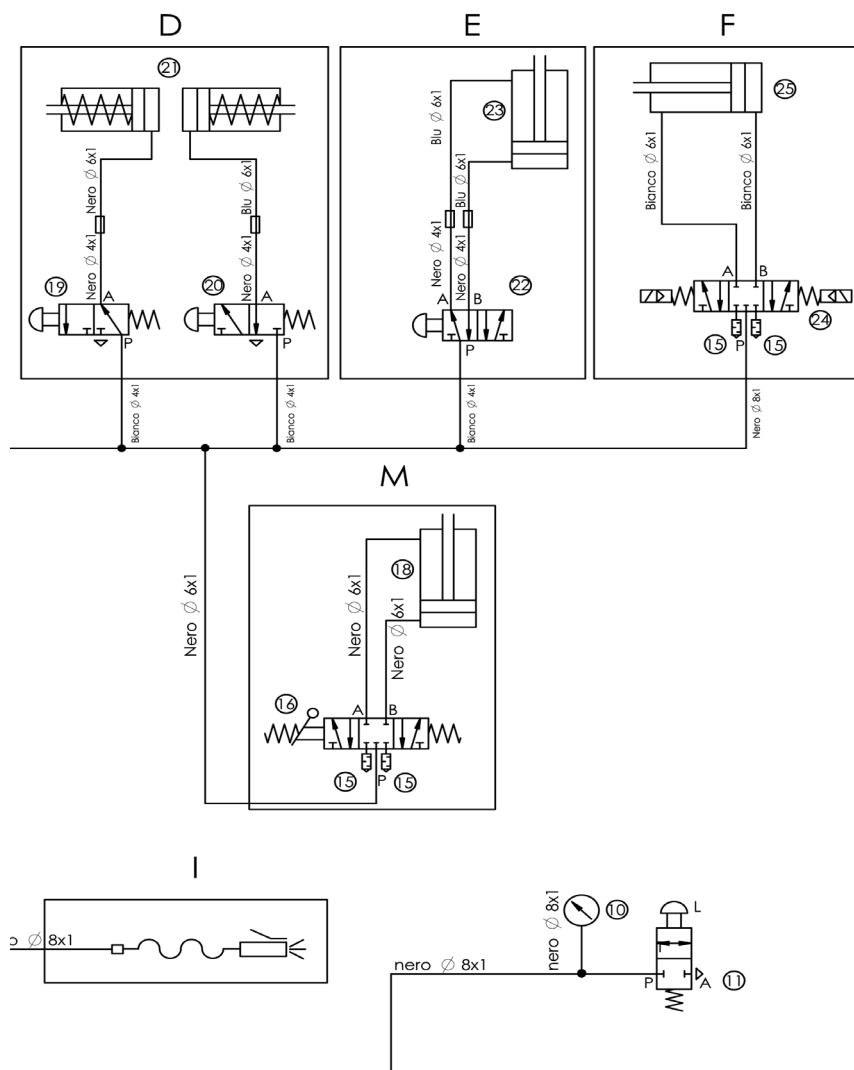 D
E
F
21
Nero Ø 6x1
Blu Ø 6x1
Nero Ø 4x1
Nero Ø 4x1
19
20
A
A
P
P
Bianco Ø 4x1
Bianco Ø 4x1
23
Blu Ø 6x1
Blu Ø 6x1
Nero Ø 4x1
Nero Ø 4x1
22
A
B
P
Bianco Ø 4x1
25
Bianco Ø 6x1
Bianco Ø 6x1
A
B
24
15
P
15
Nero Ø 8x1
M
Nero Ø 6x1
18
Nero Ø 6x1
Nero Ø 6x1
16
A
B
15
P
15
I
o Ø 8x1
nero Ø 8x1
nero Ø 8x1
10
L
P
A
11